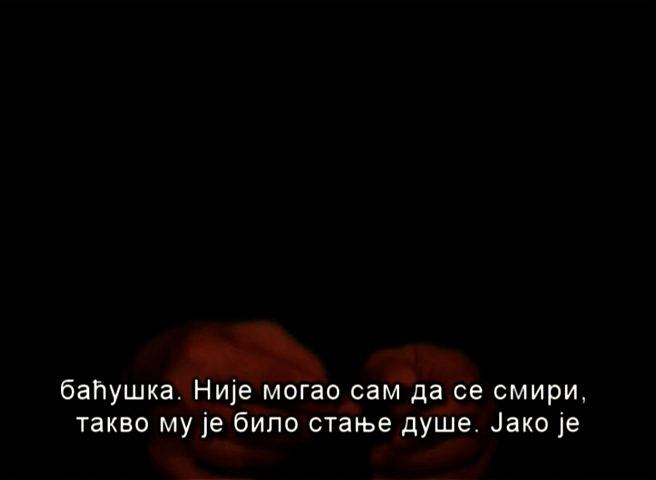 баћушка. Није могао сам да се смири,
такво му је било стање душе. Јако је